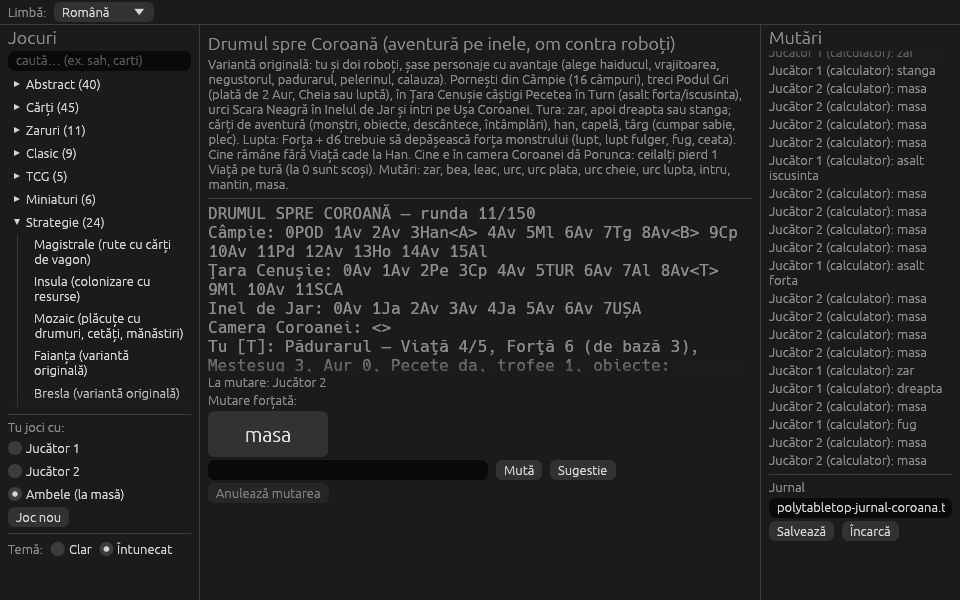 Limbă: Română
Jocuri
caută... (ex. sah, carti)
Abstract (40)
Cărți (45)
Zaruri (11)
Clasic (9)
TCG (5)
Miniaturi (6)
Strategie (24)
Magistrale (rute cu cărți
de vagon)
Insula (colonizare cu
resurse)
Mozaic (plăcuțe cu
drumuri, cetăți, mănăstiri)
Faianța (variantă
originală)
Bresla (variantă originală)
Tu joci cu:
Jucător 1
Jucător 2
Ambele (la masă)
Joc nou
Temă: Clar Întunecat
Drumul spre Coroană (aventură pe inele, om contra roboți)
Variantă originală: tu și doi roboți, șase personaje cu avantaje (alege haiducul, vrajitoarea,
negustorul, padurarul, pelerinul, calauza). Pornești din Câmpie (16 câmpuri), treci Podul Gri
(plată de 2 Aur, Cheia sau luptă), în Țara Cenușie câștigi Pecetea în Turn (asalt forta/iscusinta),
urci Scara Neagră în Inelul de Jar și intri pe Ușa Coroanei. Tura: zar, apoi dreapta sau stanga;
cărți de aventură (monștri, obiecte, descântece, întâmplări), han, capelă, târg (cumpar sabie,
plec). Lupta: Forța + d6 trebuie să depășească forța monstrului (lupt, lupt fulger, fug, ceata).
Cine rămâne fără Viață cade la Han. Cine e în camera Coroanei dă Porunca: ceilalți pierd 1
Viață pe tură (la 0 sunt scoși). Mutări: zar, bea, leac, urc, urc plata, urc cheie, urc lupta, intru,
mantin, masa.
DRUMUL SPRE COROANĂ — runda 11/150
Câmpie: 0POD 1Av 2Av 3Han<A> 4Av 5Ml 6Av 7Tg 8Av<B> 9Cp
10Av 11Pd 12Av 13Ho 14Av 15Al
Țara Cenușie: 0Av 1Av 2Pe 3Cp 4Av 5TUR 6Av 7Al 8Av<T>
9Ml 10Av 11SCA
Inel de Jar: 0Av 1Ja 2Av 3Av 4Ja 5Av 6Av 7UȘA
Camera Coroanei: <>
Tu [T]: Pădurarul — Viață 4/5, Forță 6 (de bază 3),
Meșteșug 3, Aur 0, Pecete da, trofee 1, obiecte:
La mutare: Jucător 2
Mutare forțată:
masa
Mută Sugestie
Anulează mutarea
Mutări
Jucător 1 (calculator): zar
Jucător 1 (calculator): stanga
Jucător 2 (calculator): masa
Jucător 2 (calculator): masa
Jucător 2 (calculator): masa
Jucător 2 (calculator): masa
Jucător 1 (calculator): asalt
iscusinta
Jucător 2 (calculator): masa
Jucător 2 (calculator): masa
Jucător 2 (calculator): masa
Jucător 2 (calculator): masa
Jucător 1 (calculator): asalt
forta
Jucător 2 (calculator): masa
Jucător 2 (calculator): masa
Jucător 2 (calculator): masa
Jucător 2 (calculator): masa
Jucător 1 (calculator): zar
Jucător 1 (calculator): dreapta
Jucător 2 (calculator): masa
Jucător 1 (calculator): fug
Jucător 2 (calculator): masa
Jucător 2 (calculator): masa
Jurnal
polytabletop-jurnal-coroana.t
Salvează Încarcă